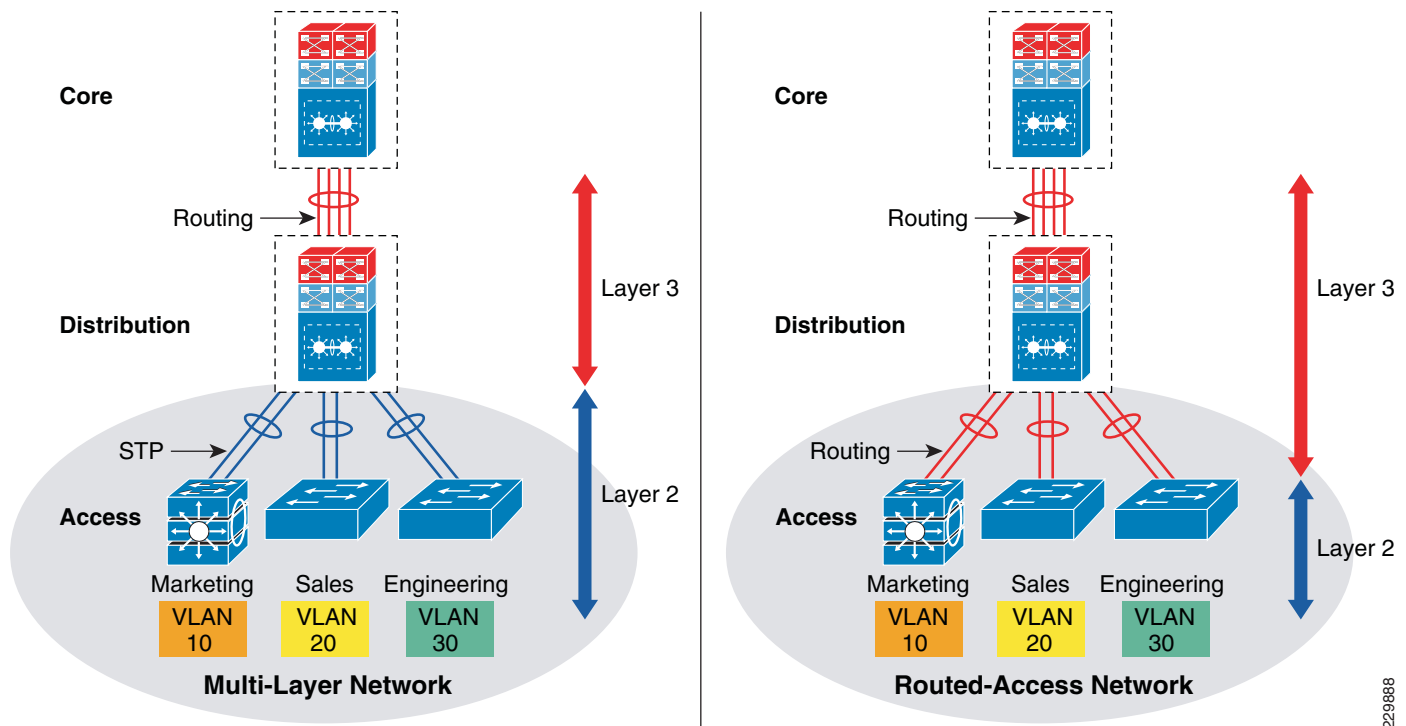 Core
Routing
Layer 3
Distribution
STP
Layer 2
Access
Marketing
Sales
Engineering
VLAN
10
VLAN
20
VLAN
30
Multi-Layer Network
Core
Routing
Layer 3
Distribution
Routing
Access
Layer 2
Marketing
Sales
Engineering
VLAN
10
VLAN
20
VLAN
30
Routed-Access Network
229888